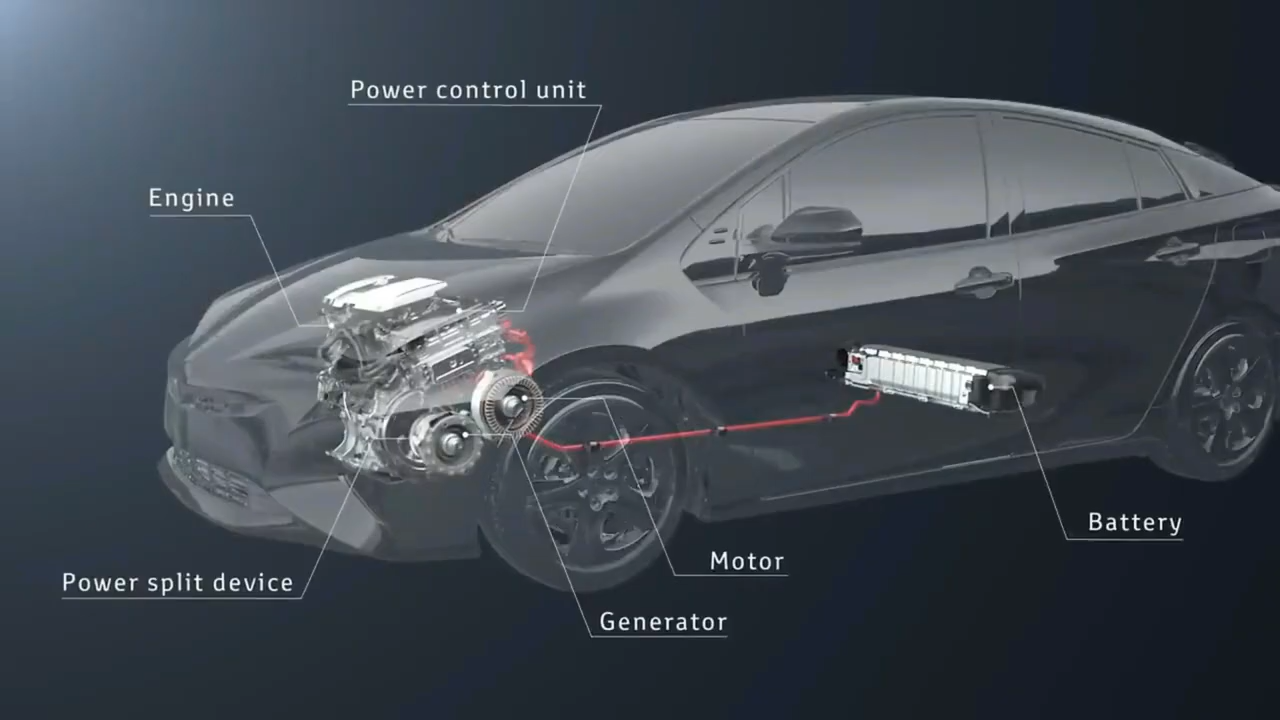 Power control unit
Engine
Battery
Motor
Power split device
Generator